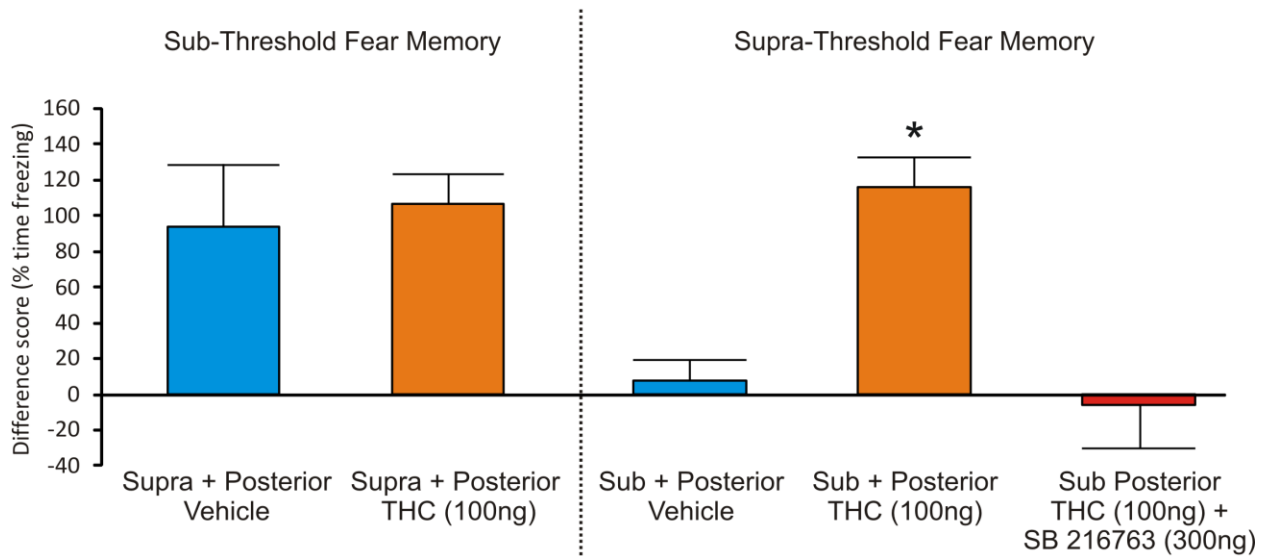 Sub-Threshold Fear Memory
Supra-Threshold Fear Memory
Difference score (% time freezing)
160
140
120
100
80
60
40
20
0
-20
-40
*
Supra + Posterior
Vehicle
Supra + Posterior
THC (100ng)
Sub + Posterior
Vehicle
Sub + Posterior
THC (100ng)
Sub Posterior
THC (100ng) +
SB 216763 (300ng)